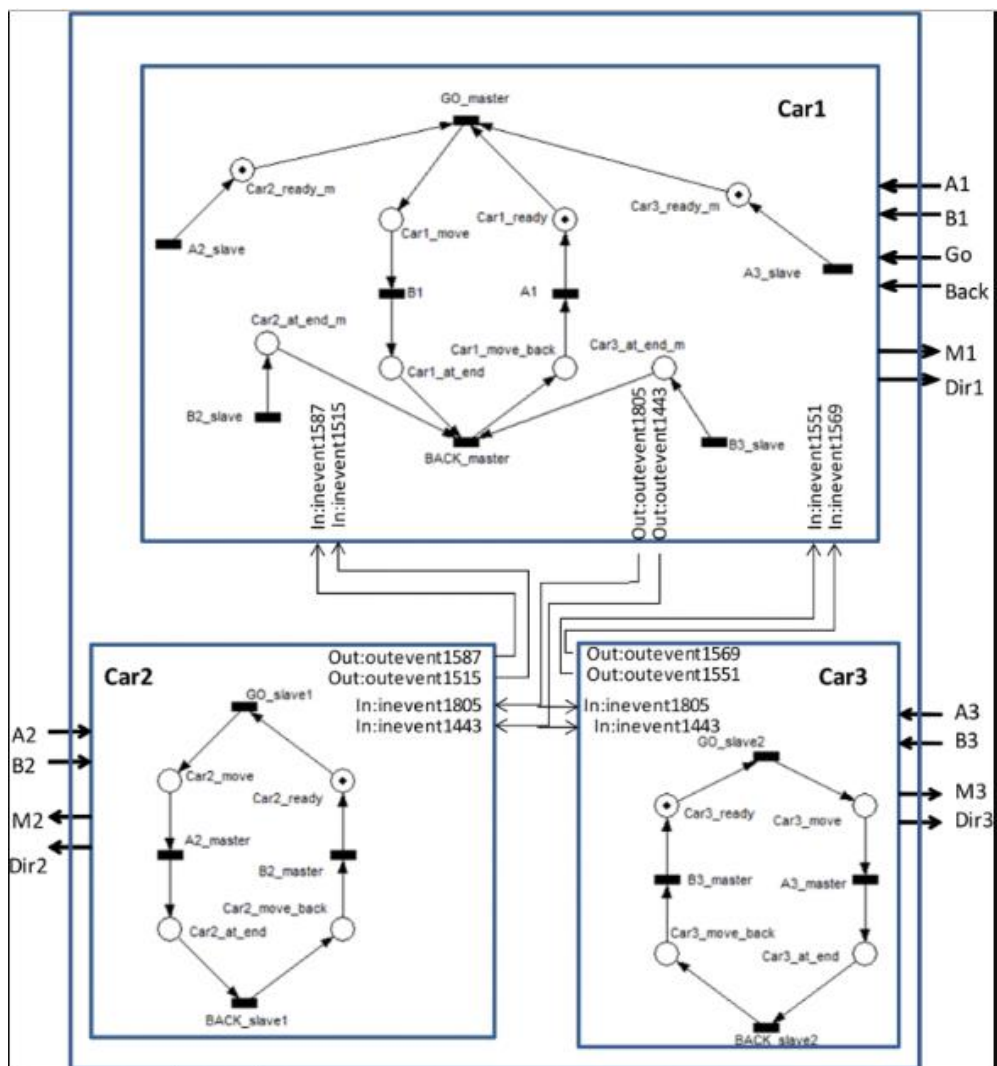 GO_master
Car1
Car2_ready_m
Car1_ready
Car3_ready_m
Car1_move
A2_slave
A3_slave
B1
A1
Car2_at_end_m
Car1_move_back
Car3_at_end_m
Car1_at_end
B2_slave
BACK_master
B3_slave
In:inevent1587
In:inevent1515
Out:outevent1805
Out:outevent1443
In:inevent1551
In:inevent1569
A1
B1
Go
Back
M1
Dir1
Car2
Out:outevent1587
Out:outevent1515
In:inevent1805
In:inevent1443
GO_slave1
Car2_move
Car2_ready
A2_master
B2_master
Car2_move_back
Car2_at_end
BACK_slave1
A2
B2
M2
Dir2
Out:outevent1569
Out:outevent1551
Car3
In:inevent1805
In:inevent1443
GO_slave2
Car3_ready
Car3_move
B3_master
A3_master
Car3_move_back
Car3_at_end
BACK_slave2
A3
B3
M3
Dir3